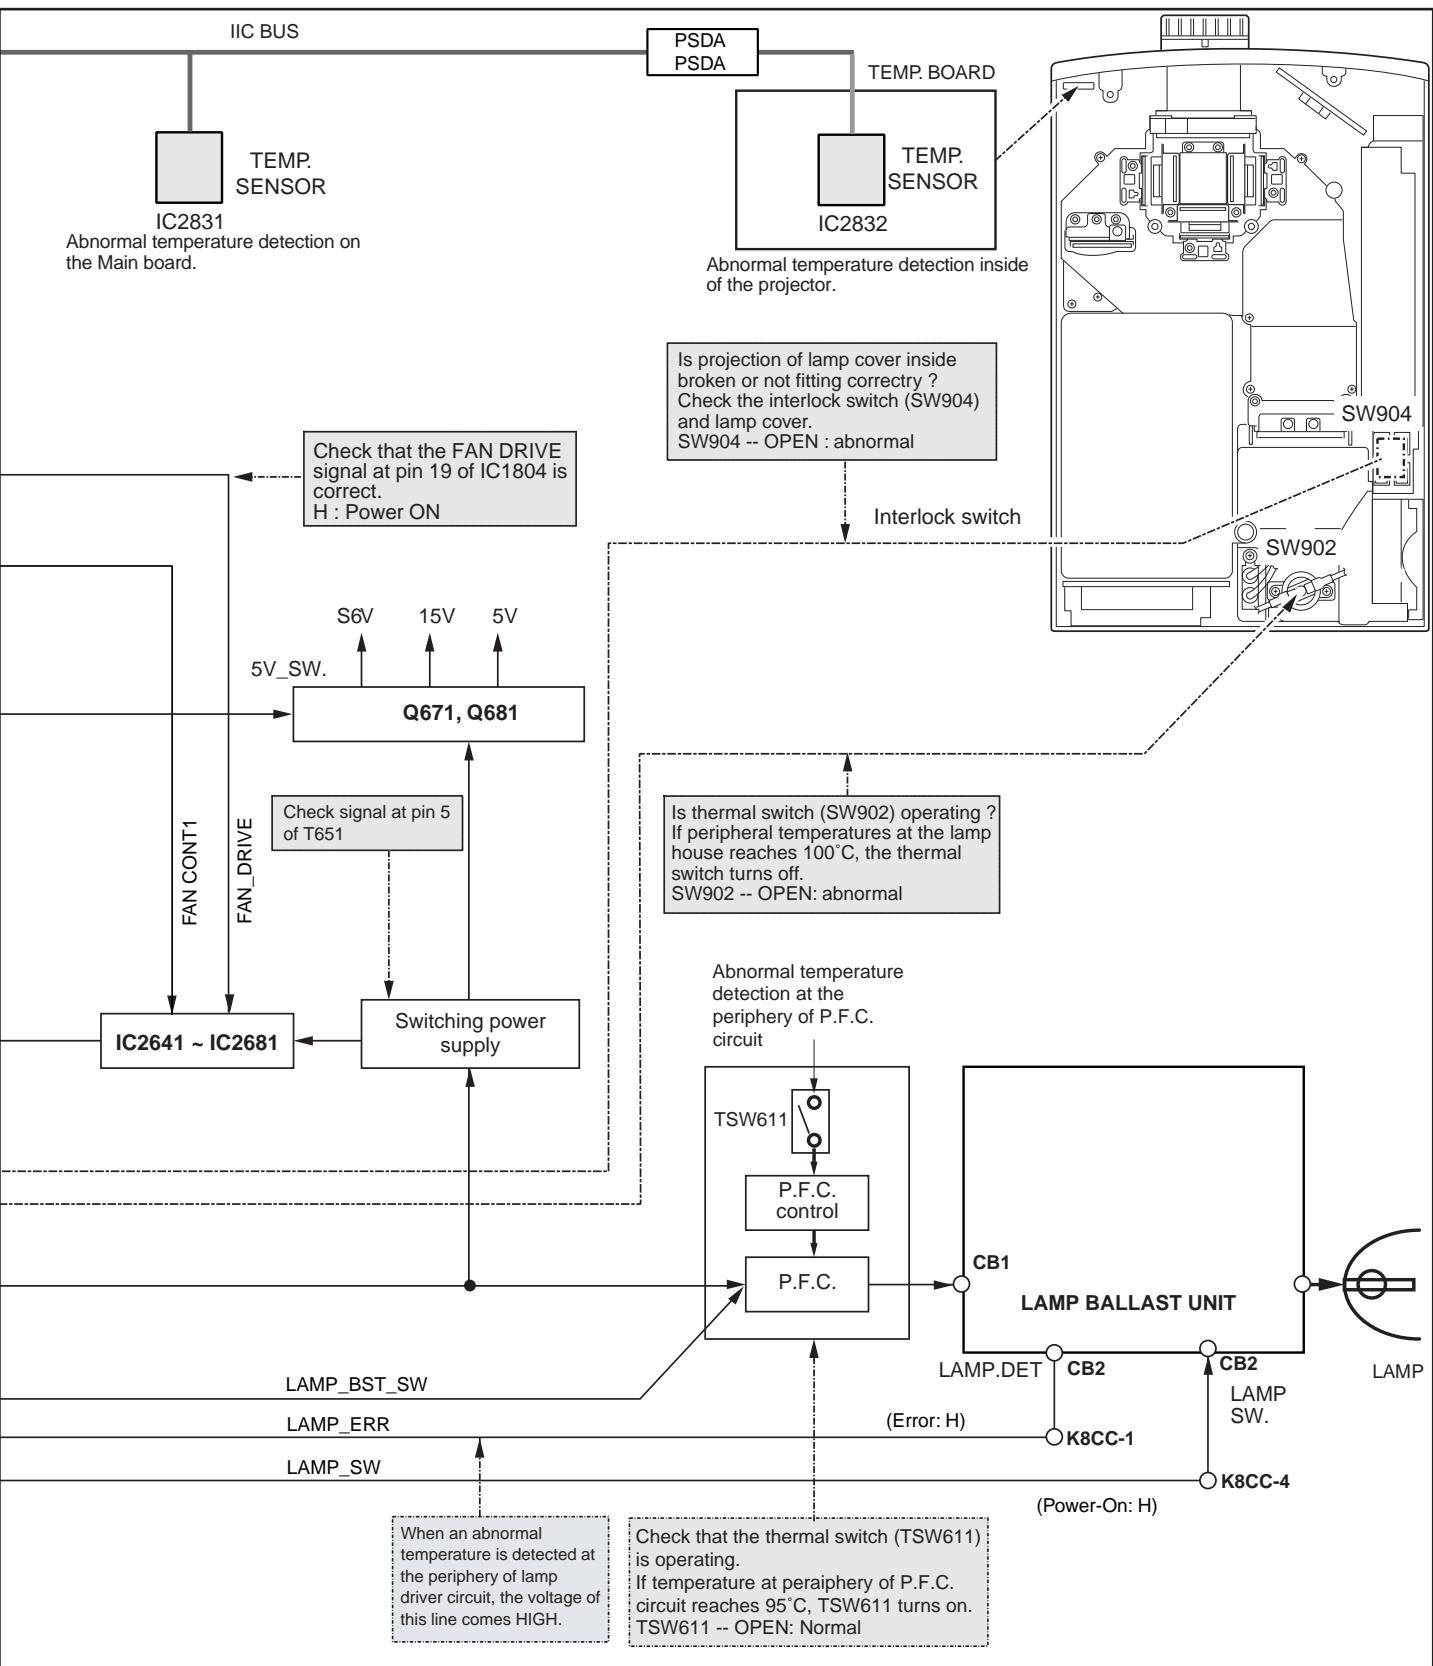 IIC BUS
PSDA
PSDA
TEMP. BOARD
TEMP.
SENSOR
IC2831
Abnormal temperature detection on
the Main board.
TEMP.
SENSOR
IC2832
Abnormal temperature detection inside
of the projector.
Is projection of lamp cover inside
broken or not fitting correctry ?
Check the interlock switch (SW904)
and lamp cover.
SW904 -- OPEN : abnormal
SW904
Check that the FAN DRIVE
signal at pin 19 of IC1804 is
correct.
H : Power ON
Interlock switch
SW902
S6V
15V
5V
5V_SW.
Q671, Q681
Check signal at pin 5
of T651
FAN CONT1
FAN_DRIVE
Is thermal switch (SW902) operating ?
If peripheral temperatures at the lamp
house reaches 100˚C, the thermal
switch turns off.
SW902 -- OPEN: abnormal
Abnormal temperature
detection at the
periphery of P.F.C.
circuit
IC2641 ~ IC2681
Switching power
supply
TSW611
P.F.C.
control
P.F.C.
CB1
LAMP BALLAST UNIT
LAMP.DET
CB2
CB2
LAMP
SW.
LAMP
LAMP_BST_SW
LAMP_ERR
(Error: H)
K8CC-1
LAMP_SW
K8CC-4
(Power-On: H)
When an abnormal
temperature is detected at
the periphery of lamp
driver circuit, the voltage of
this line comes HIGH.
Check that the thermal switch (TSW611)
is operating.
If temperature at peraiphery of P.F.C.
circuit reaches 95˚C, TSW611 turns on.
TSW611 -- OPEN: Normal